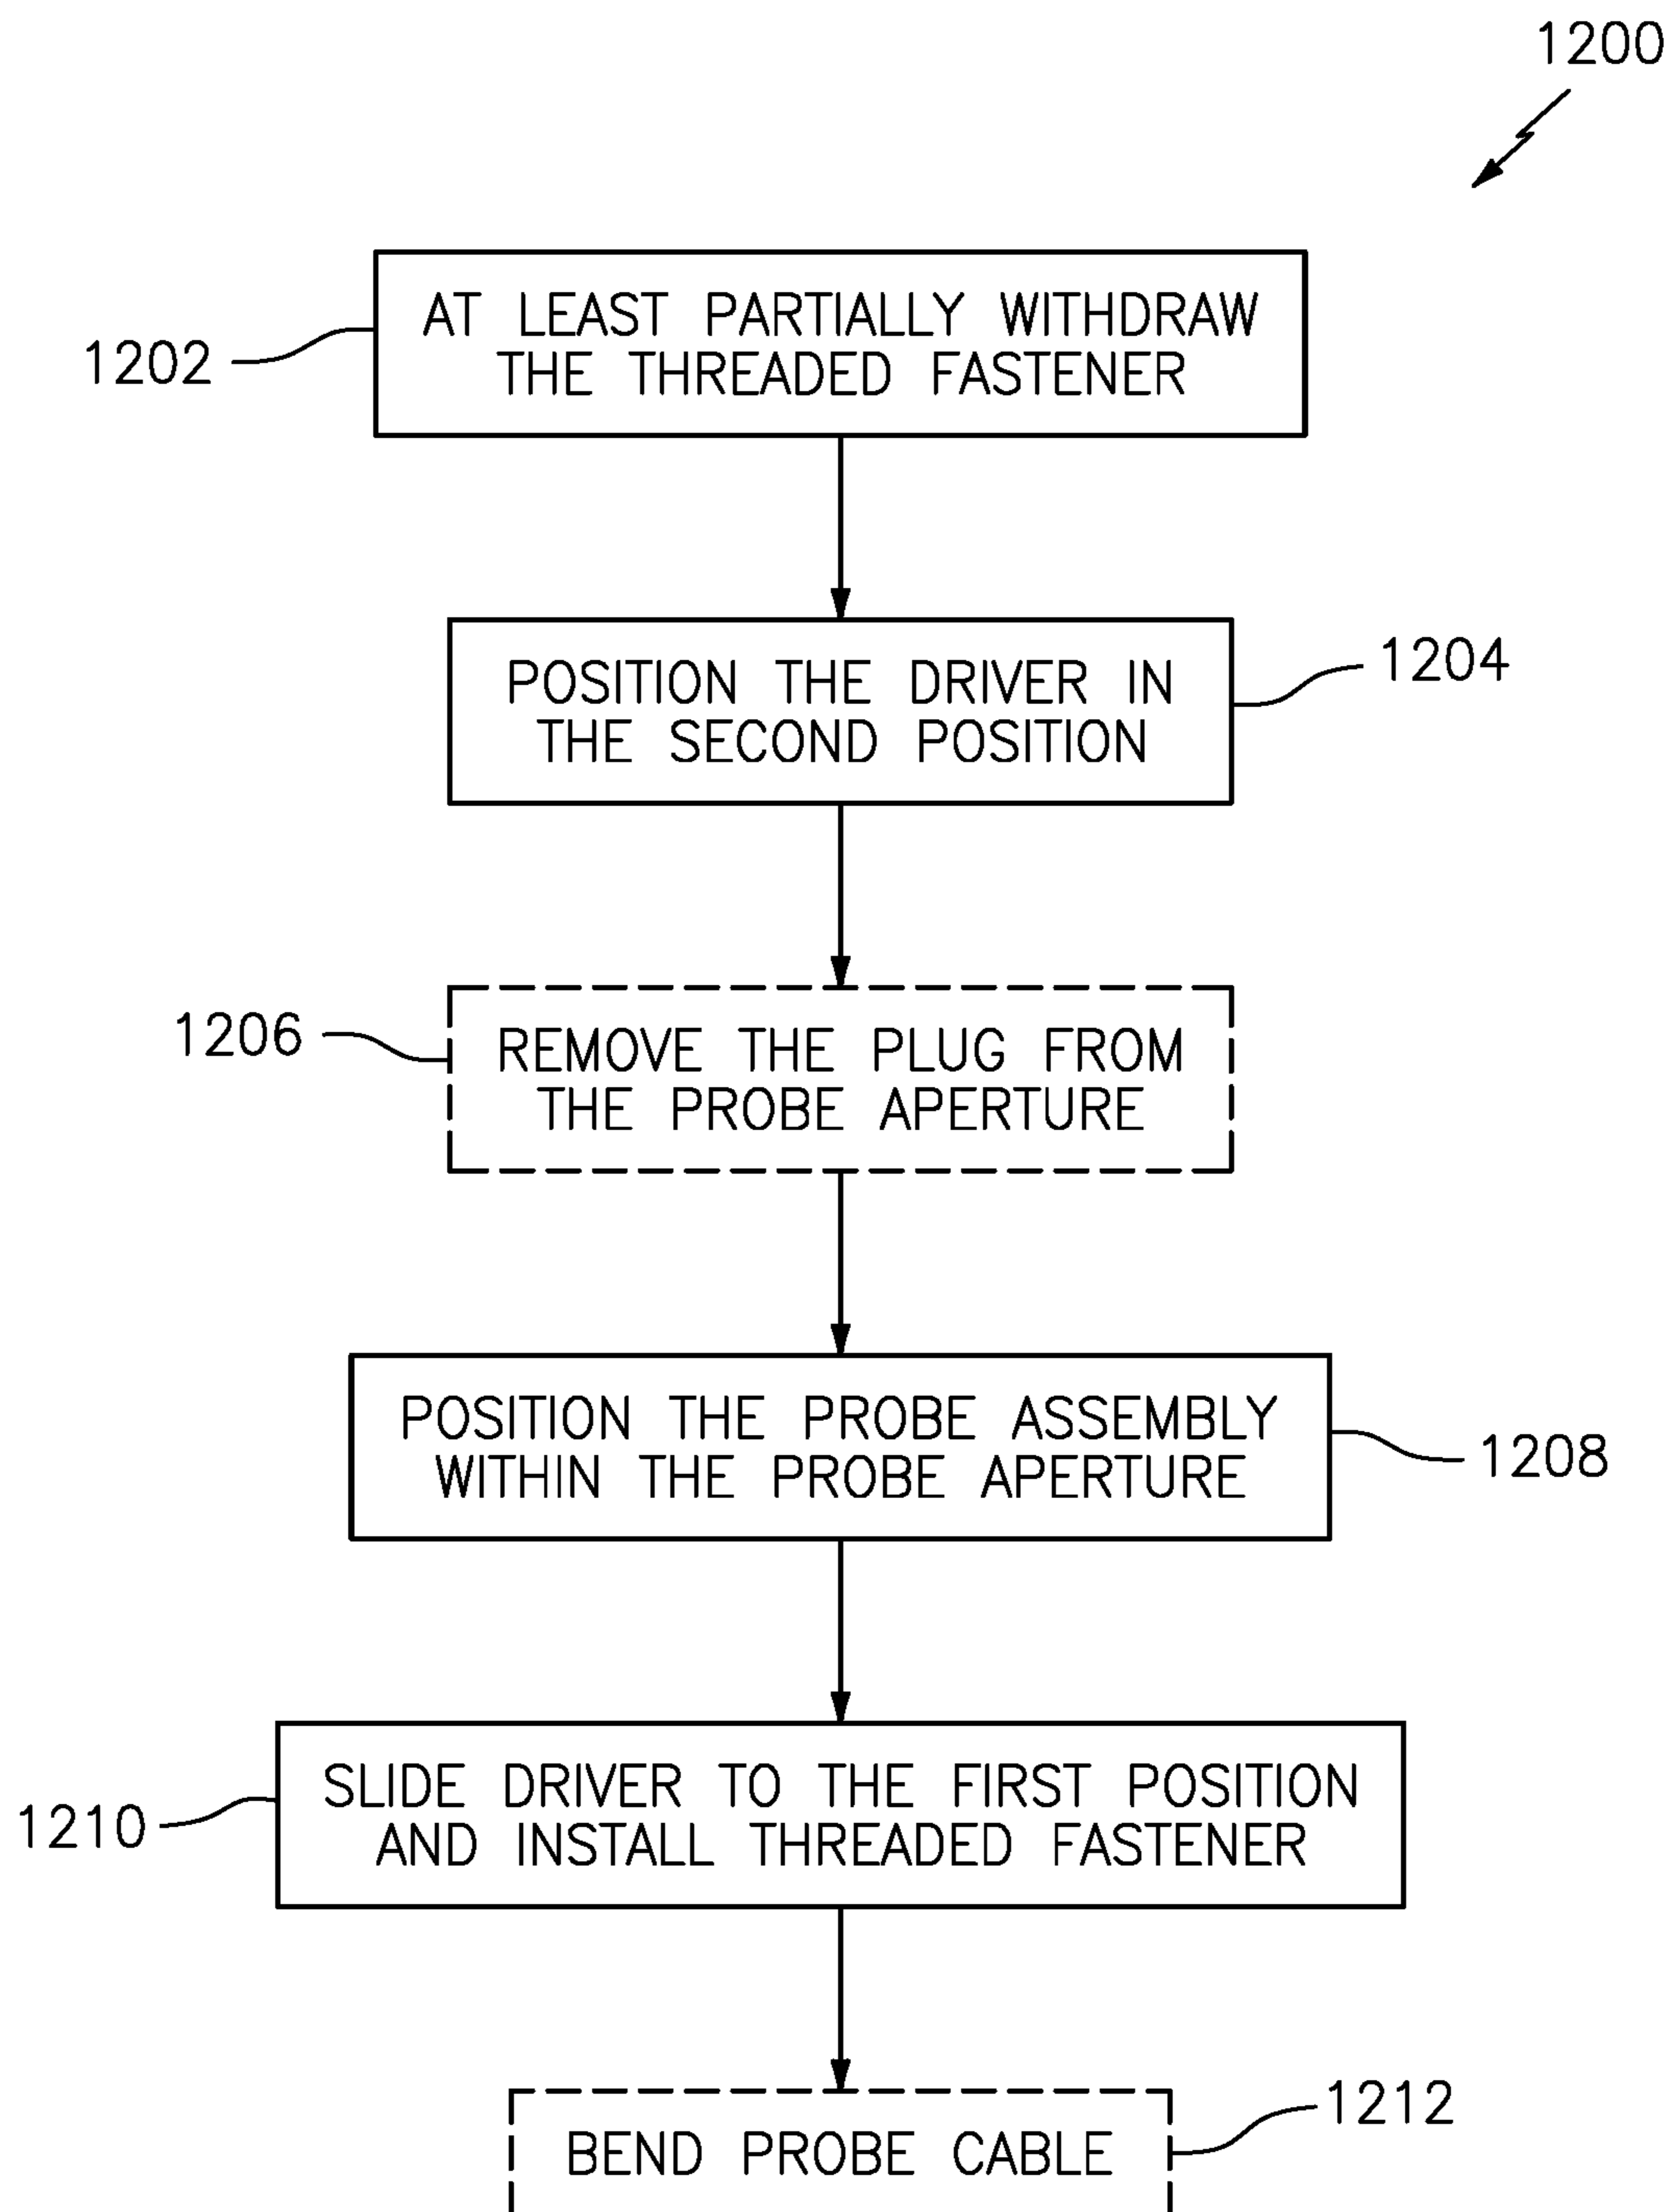 1200
AT LEAST PARTIALLY WITHDRAW
THE THREADED FASTENER
1202
POSITION THE DRIVER IN
THE SECOND POSITION
1204
1206
REMOVE THE PLUG FROM
THE PROBE APERTURE
POSITION THE PROBE ASSEMBLY
WITHIN THE PROBE APERTURE
1208
SLIDE DRIVER TO THE FIRST POSITION
AND INSTALL THREADED FASTENER
1210
1212
BEND PROBE CABLE